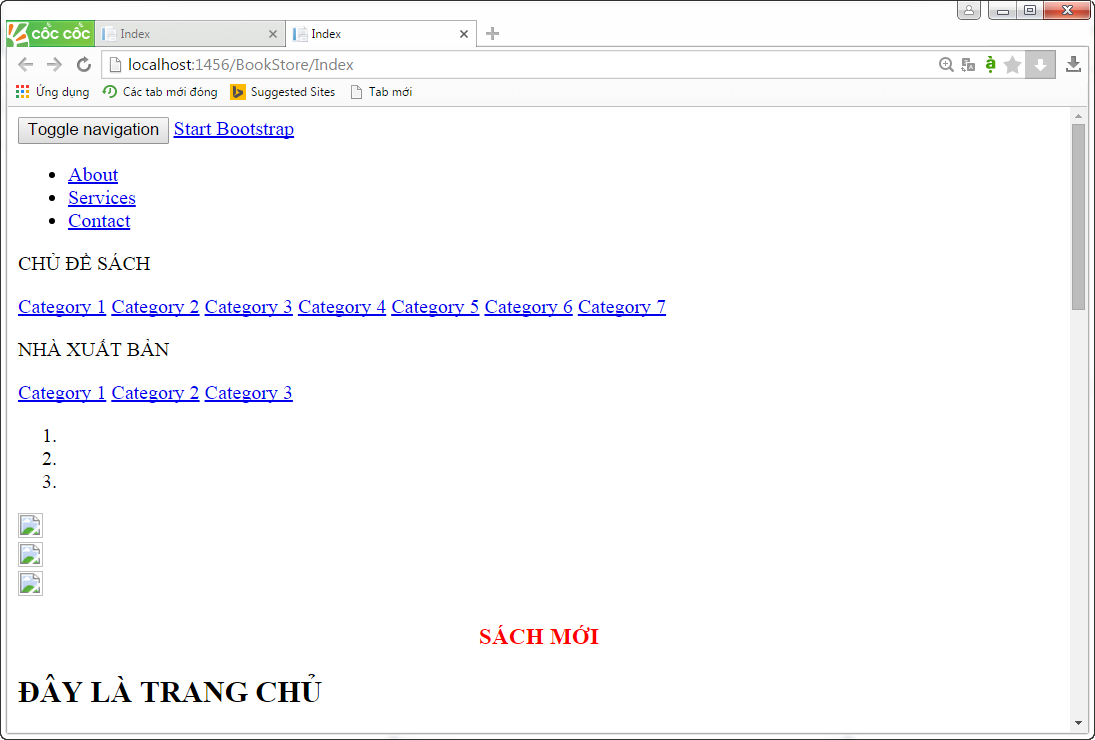 cốc cốc Index Index
localhost:1456/BookStore/Index
Ứng dụng Các tab mới đóng Suggested Sites Tab mới
Toggle navigation Start Bootstrap
About
Services
Contact
CHỦ ĐỀ SÁCH
Category 1 Category 2 Category 3 Category 4 Category 5 Category 6 Category 7
NHÀ XUẤT BẢN
Category 1 Category 2 Category 3
1.
2.
3.
SÁCH MỚI
ĐÂY LÀ TRANG CHỦ